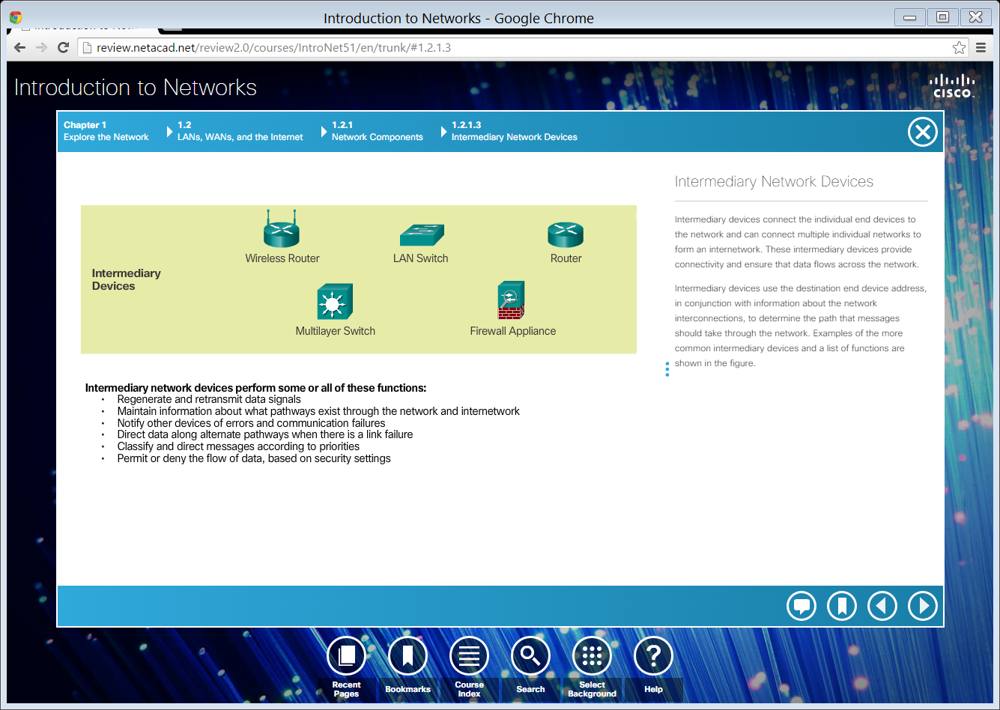 Introduction to Networks - Google Chrome
review.netacad.net/review2.0/courses/IntroNet51/en/trunk/#1.2.1.3
Introduction to Networks
CISCO
Chapter 1
Explore the Network
1.2
LANs, WANs, and the Internet
1.2.1
Network Components
1.2.1.3
Intermediary Network Devices
Intermediary
Devices
Wireless Router
LAN Switch
Router
Multilayer Switch
Firewall Appliance
Intermediary network devices perform some or all of these functions:
· Regenerate and retransmit data signals
· Maintain information about what pathways exist through the network and internetwork
· Notify other devices of errors and communication failures
· Direct data along alternate pathways when there is a link failure
· Classify and direct messages according to priorities
· Permit or deny the flow of data, based on security settings
Intermediary Network Devices
Intermediary devices connect the individual end devices to
the network and can connect multiple individual networks to
form an internetwork. These intermediary devices provide
connectivity and ensure that data flows across the network.
Intermediary devices use the destination end device address,
in conjunction with information about the network
interconnections, to determine the path that messages
should take through the network. Examples of the more
common intermediary devices and a list of functions are
shown in the figure.
Recent
Pages
Bookmarks
Course
Index
Search
Select
Background
?
Help